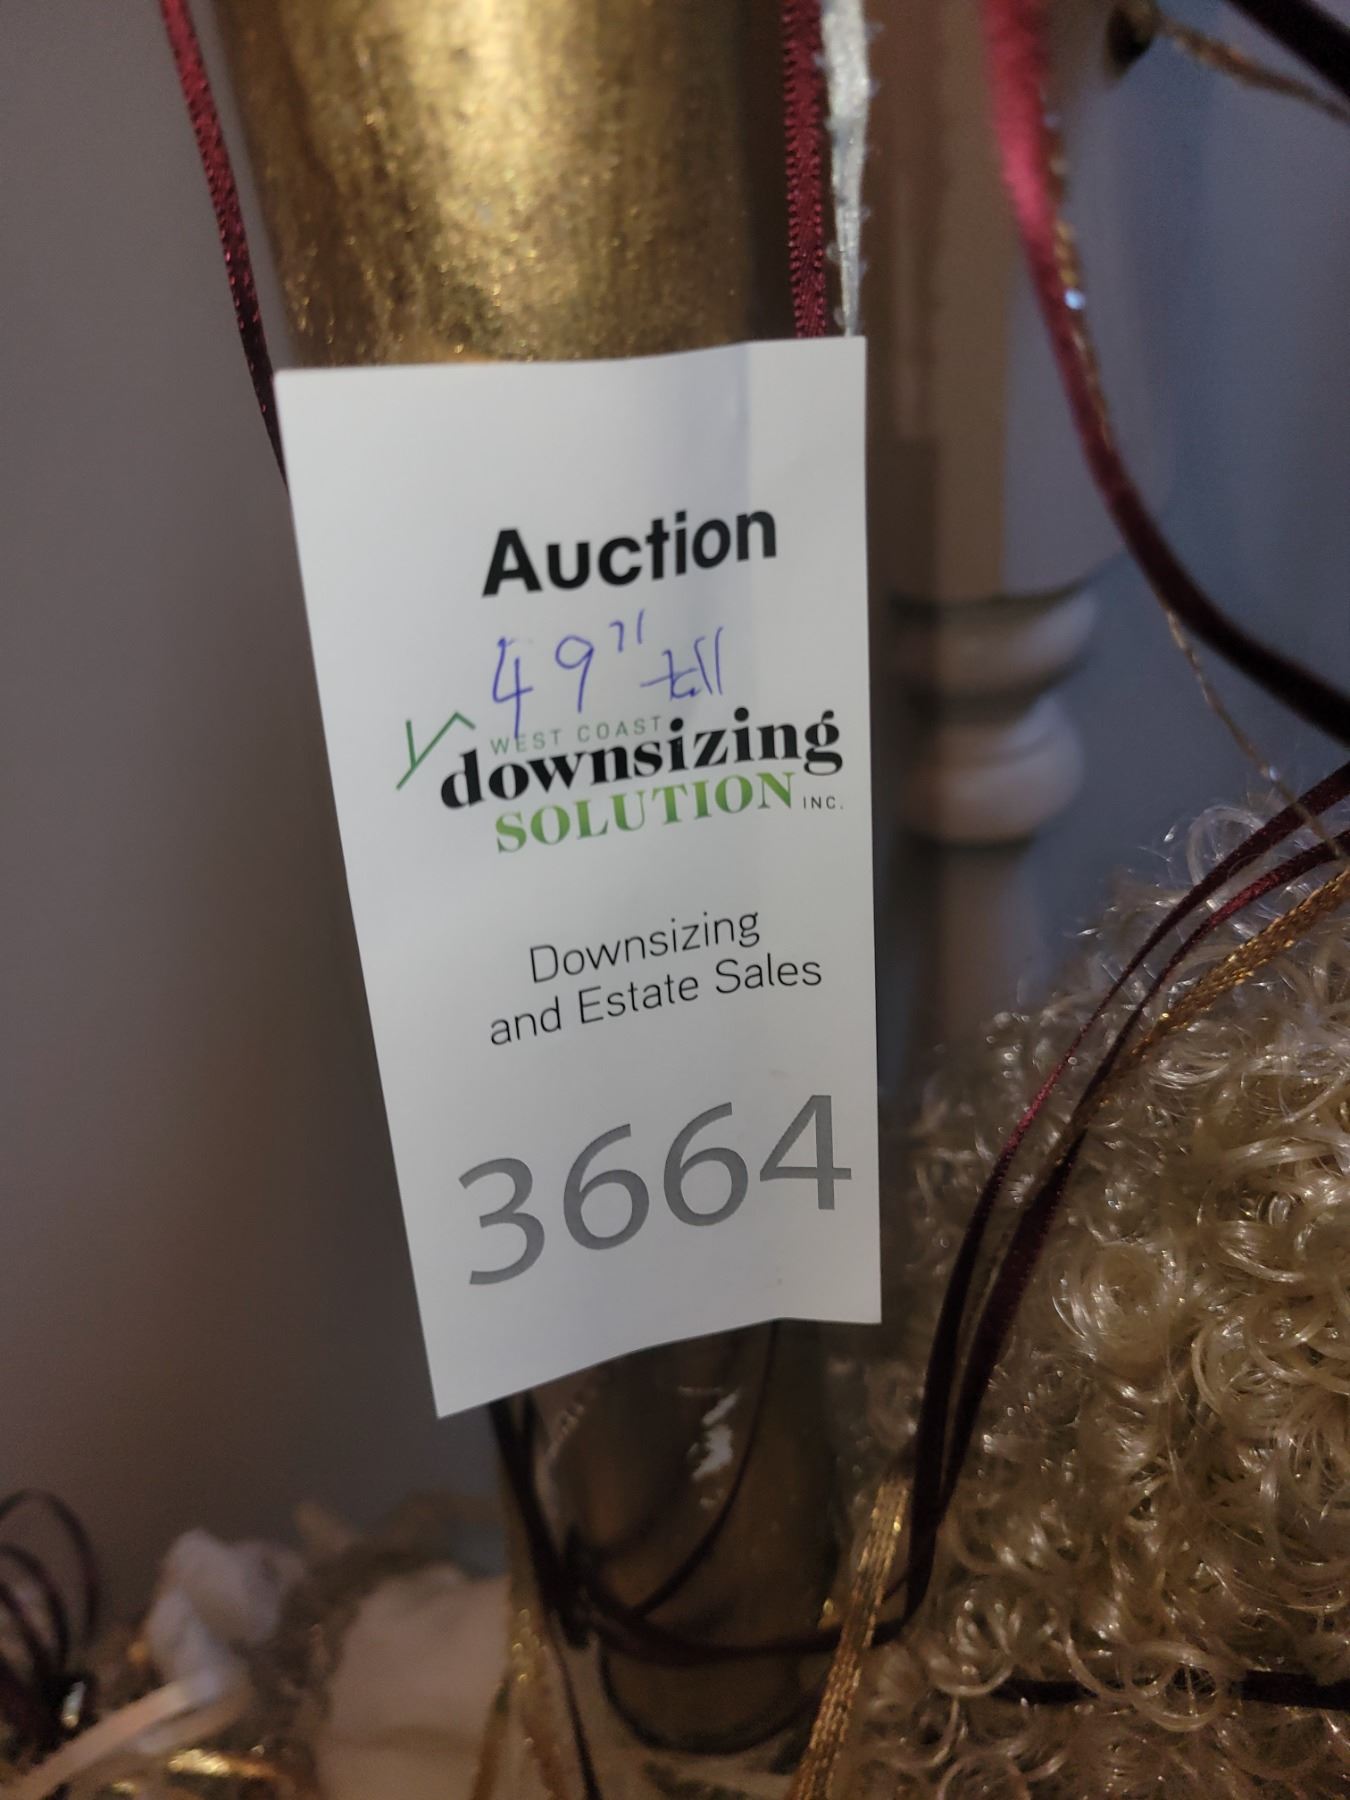 Auction
49" tall
WEST COAST
downsizing
SOLUTION INC.
Downsizing
and Estate Sales
3664